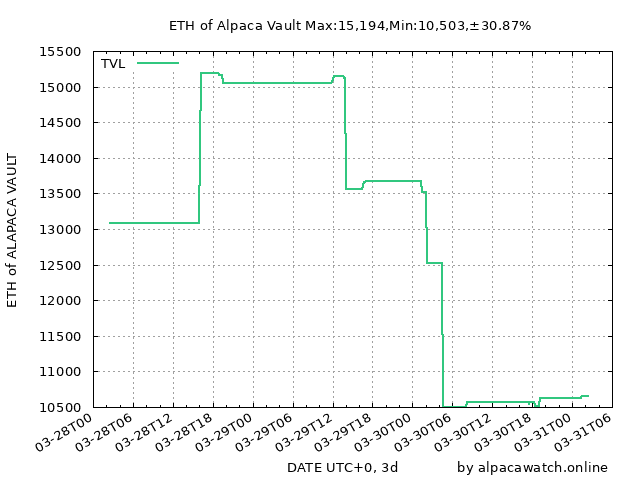 ETH of Alpaca Vault Max:15,194,Min:10,503,±30.87%
TVL
ETH of ALAPACA VAULT
15500
15000
14500
14000
13500
13000
12500
12000
11500
11000
10500
03-28T00
03-28T06
03-28T12
03-28T18
03-29T00
03-29T06
03-29T12
03-29T18
03-30T00
03-30T06
03-30T12
03-30T18
03-31T00
03-31T06
DATE UTC+0, 3d
by alpacawatch.online